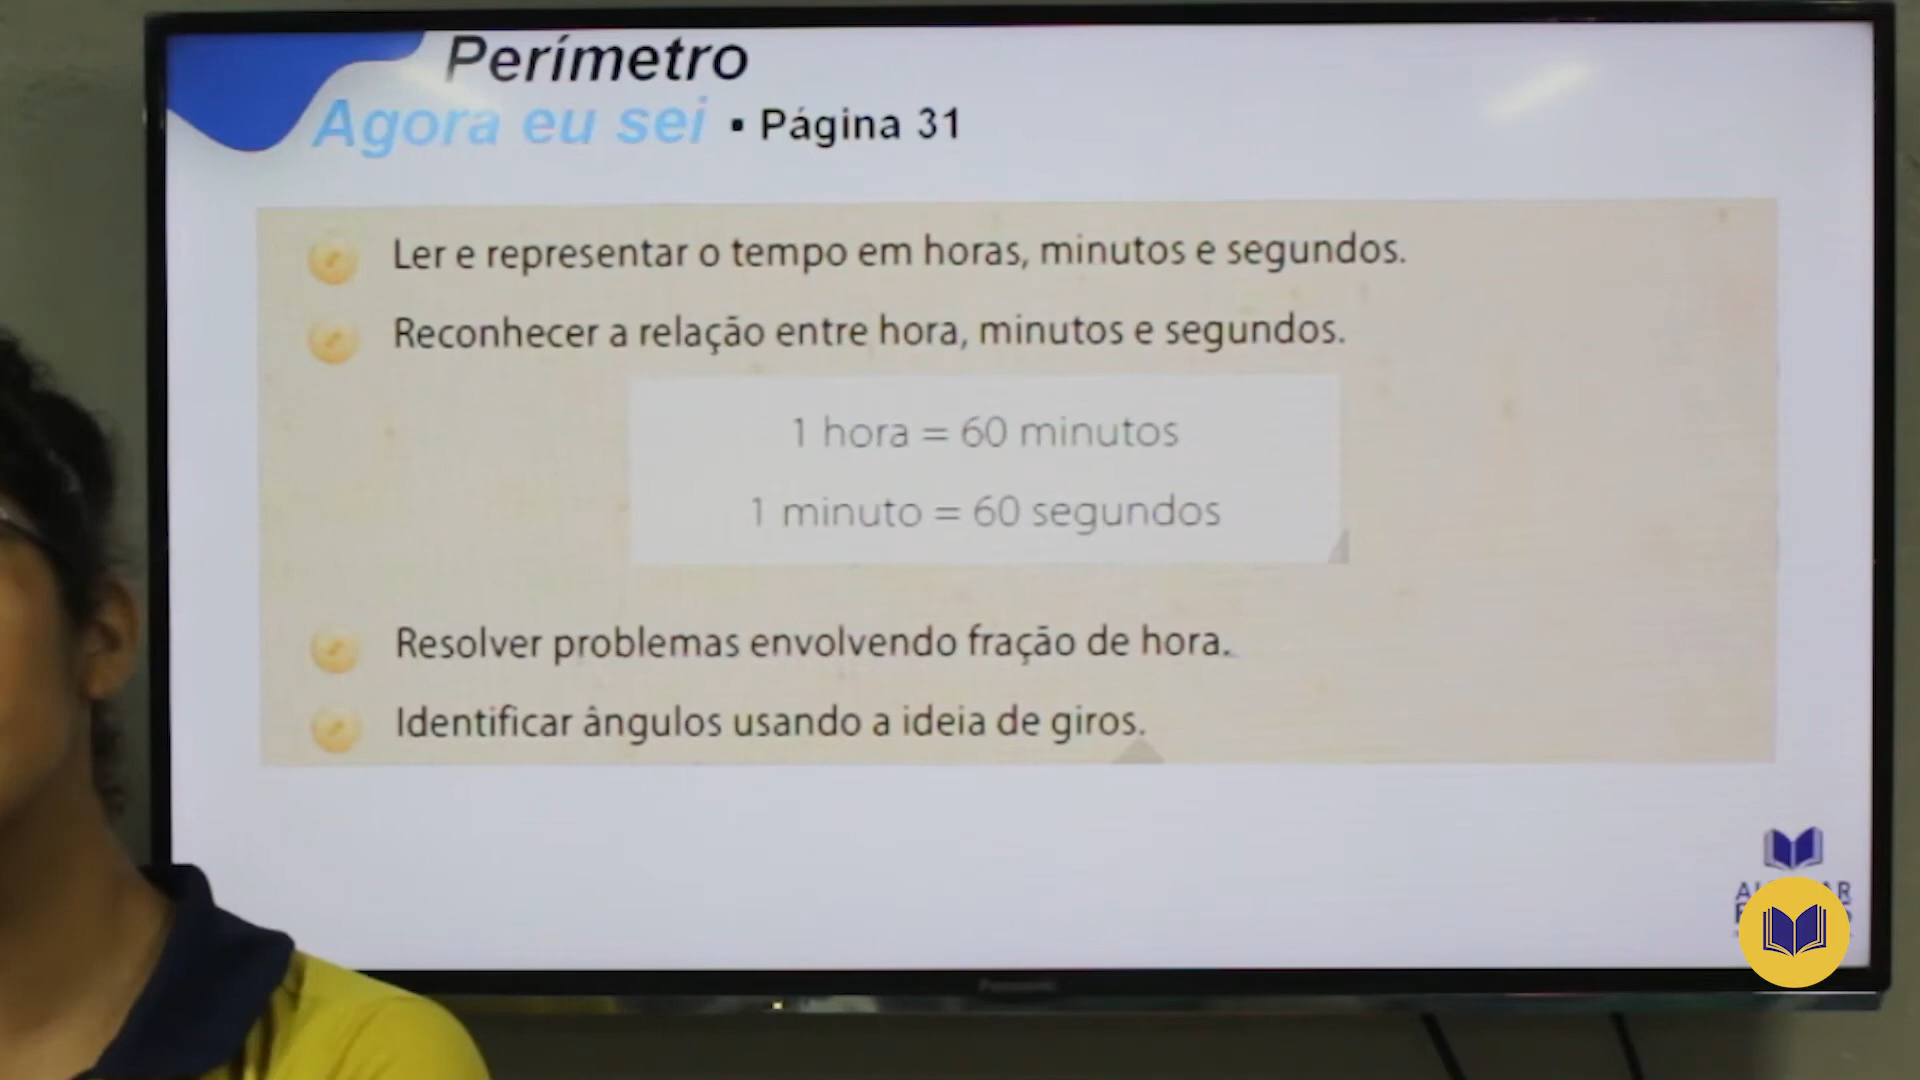 Perímetro
Agora eu sei ▪ Página 31
Ler e representar o tempo em horas, minutos e segundos.
Reconhecer a relação entre hora, minutos e segundos.
1 hora = 60 minutos
1 minuto = 60 segundos
Resolver problemas envolvendo fração de hora.
Identificar ângulos usando a ideia de giros.
Panasonic